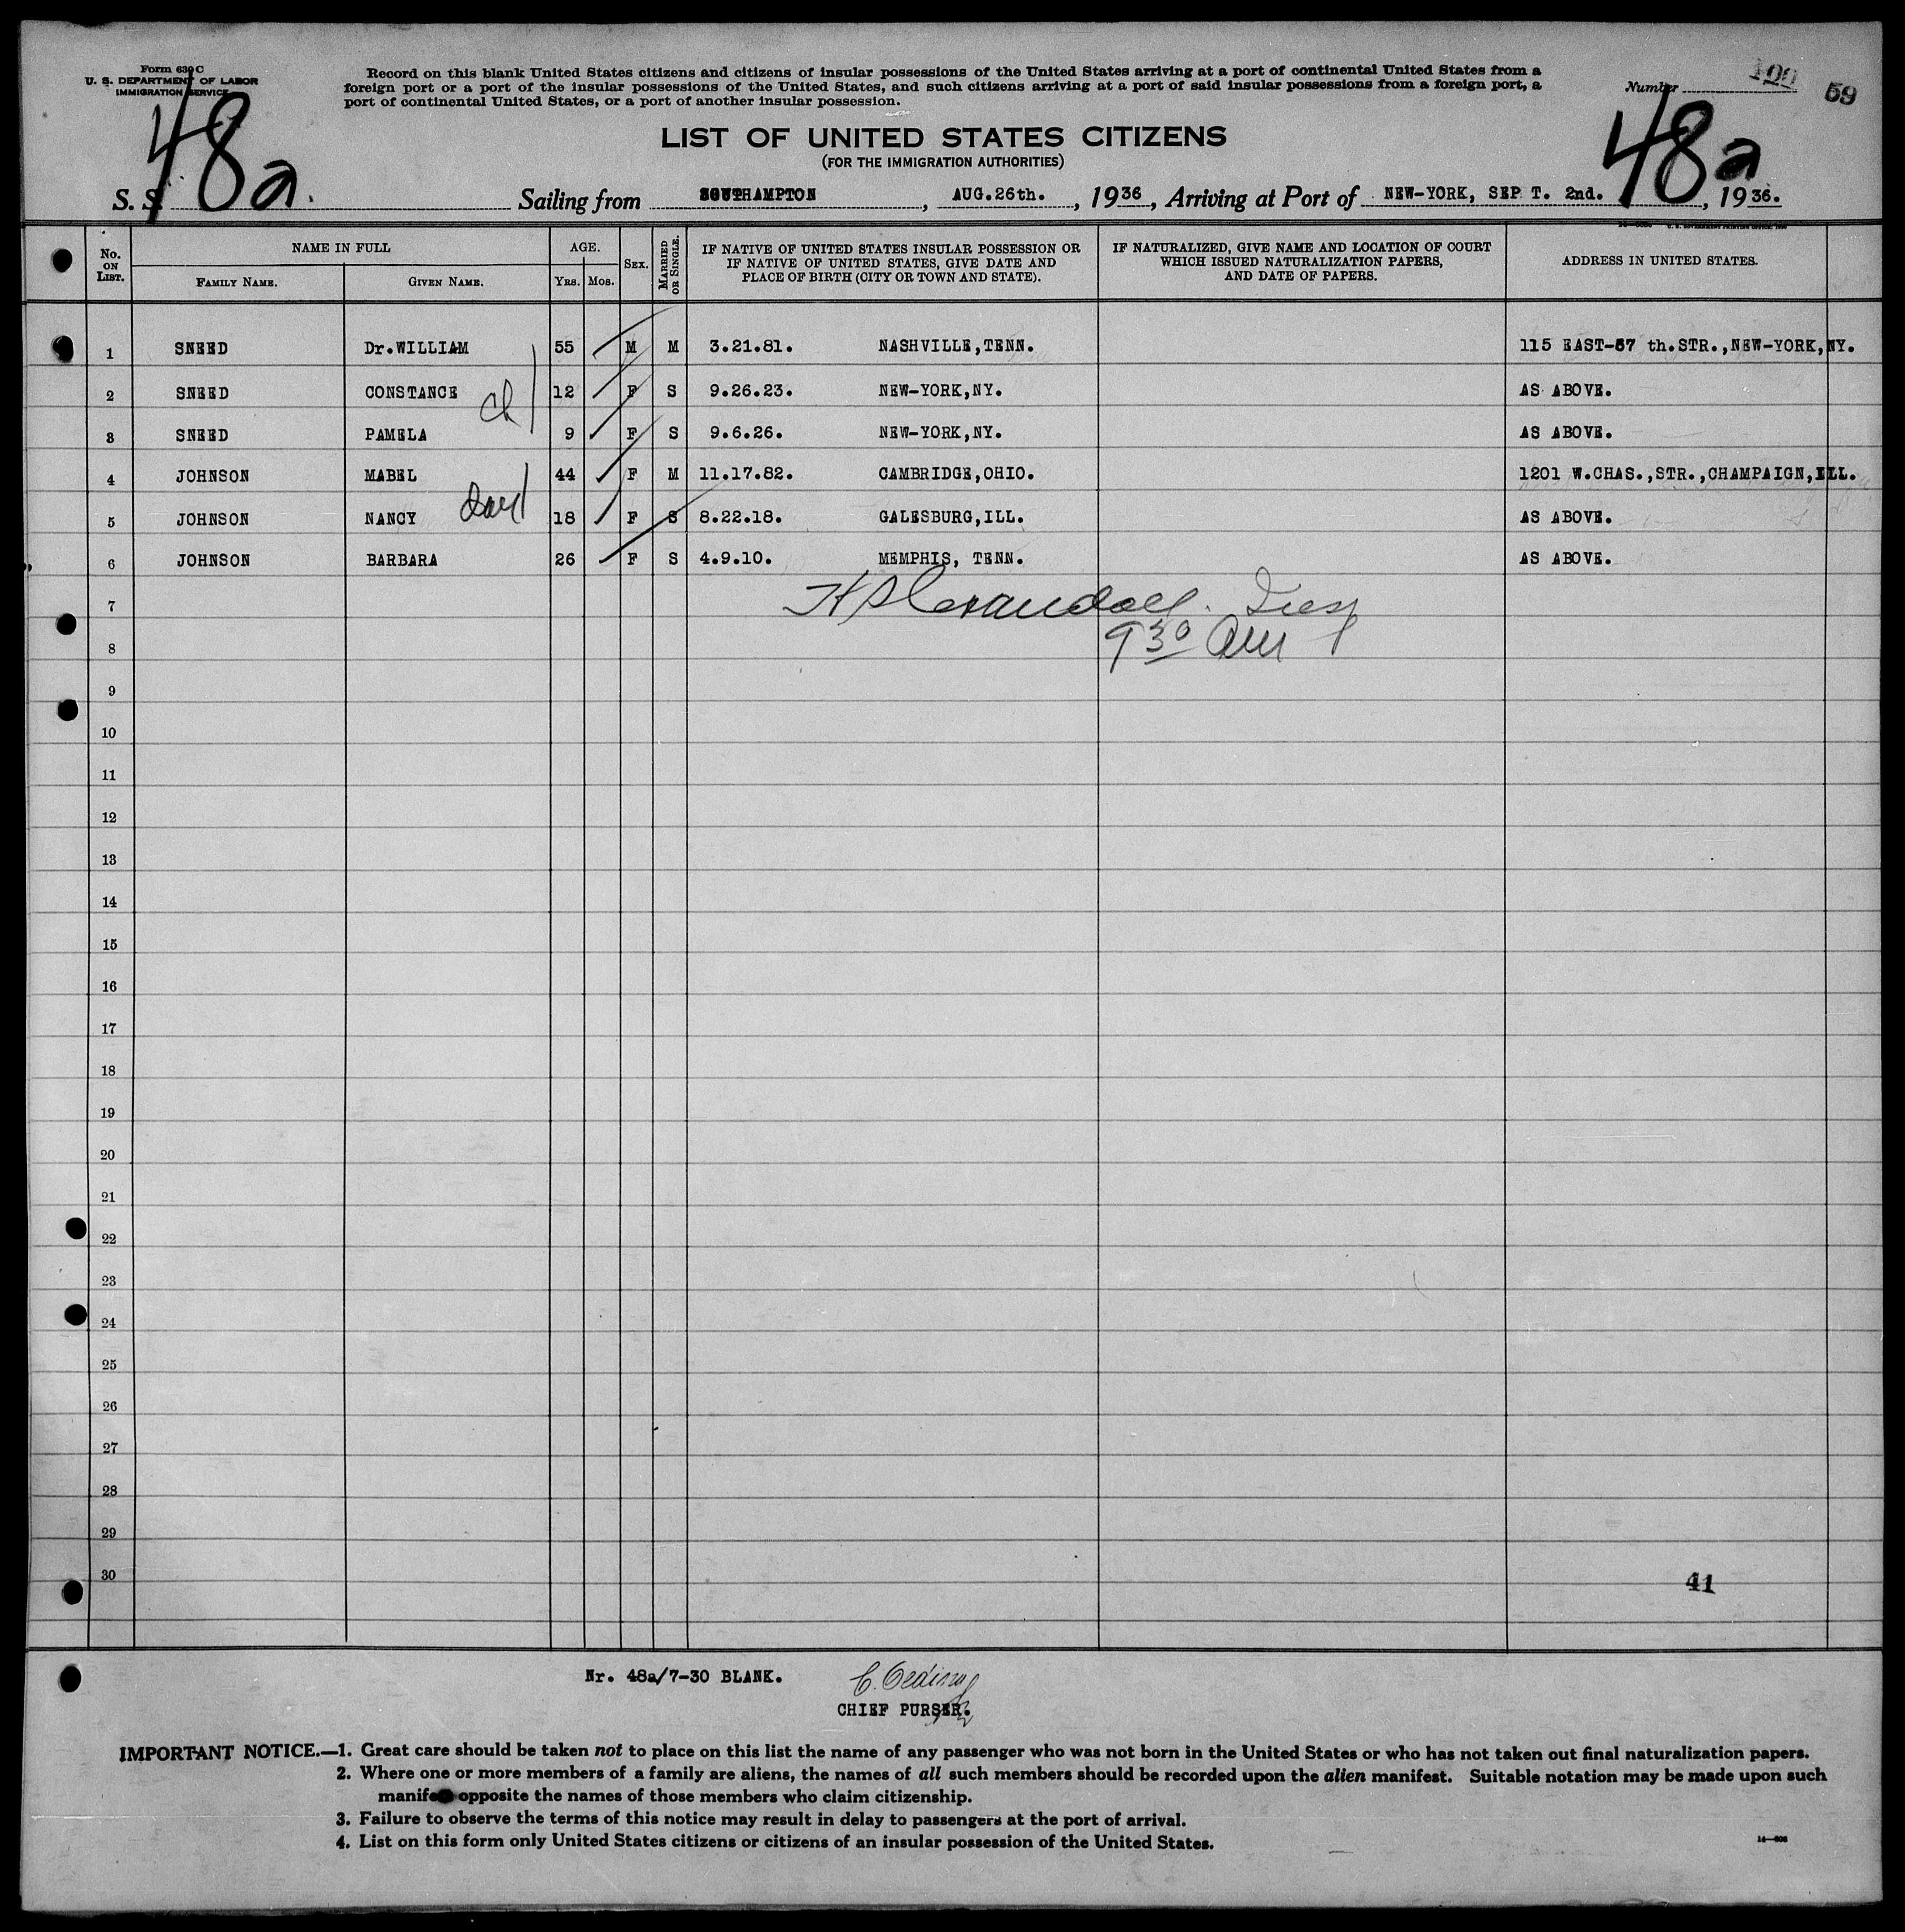 Form 630 C
U. S. DEPARTMENT OF LABOR
IMMIGRATION SERVICE
Record on this blank United States citizens and citizens of insular possessions of the United States arriving at a port of continental United States from a
foreign port or a port of the insular possessions of the United States, and such citizens arriving at a port of said insular possessions from a foreign port, a
port of continental United States, or a port of another insular possession.
Number
59
48a
48a
LIST OF UNITED STATES CITIZENS
(FOR THE IMMIGRATION AUTHORITIES)
S. S. Sailing from SOUTHAMPTON, AUG.26th., 1936, Arriving at Port of NEW-YORK, SEP T. 2nd., 1936.
No. ON LIST. NAME IN FULL FAMILY NAME. GIVEN NAME. AGE. YRS. MOS. SEX. MARRIED OR SINGLE. IF NATIVE OF UNITED STATES INSULAR POSSESSION OR IF NATIVE OF UNITED STATES, GIVE DATE AND PLACE OF BIRTH (CITY OR TOWN AND STATE). IF NATURALIZED, GIVE NAME AND LOCATION OF COURT WHICH ISSUED NATURALIZATION PAPERS, AND DATE OF PAPERS. ADDRESS IN UNITED STATES.
1 SNEED Dr.WILLIAM 55 M M 3.21.81. NASHVILLE,TENN. 115 EAST-57 th.STR.,NEW-YORK,NY.
2 SNEED CONSTANCE 12 F S 9.26.23. NEW-YORK,NY. AS ABOVE.
3 SNEED PAMELA 9 F S 9.6.26. NEW-YORK,NY. AS ABOVE.
4 JOHNSON MABEL 44 F M 11.17.82. CAMBRIDGE,OHIO. 1201 W.CHAS.,STR.,CHAMPAIGN,ILL.
5 JOHNSON NANCY 18 F S 8.22.18. GALESBURG,ILL. AS ABOVE.
6 JOHNSON BARBARA 26 F S 4.9.10. MEMPHIS, TENN. AS ABOVE.
7
8 9 30 am
9
10
11
12
13
14
15
16
17
18
19
20
21
22
23
24
25
26
27
28
29
30
41
Nr. 48a/7-30 BLANK.
CHIEF PURSER.
IMPORTANT NOTICE.—1. Great care should be taken not to place on this list the name of any passenger who was not born in the United States or who has not taken out final naturalization papers.
2. Where one or more members of a family are aliens, the names of all such members should be recorded upon the alien manifest. Suitable notation may be made upon such
manifest opposite the names of those members who claim citizenship.
3. Failure to observe the terms of this notice may result in delay to passengers at the port of arrival.
4. List on this form only United States citizens or citizens of an insular possession of the United States.